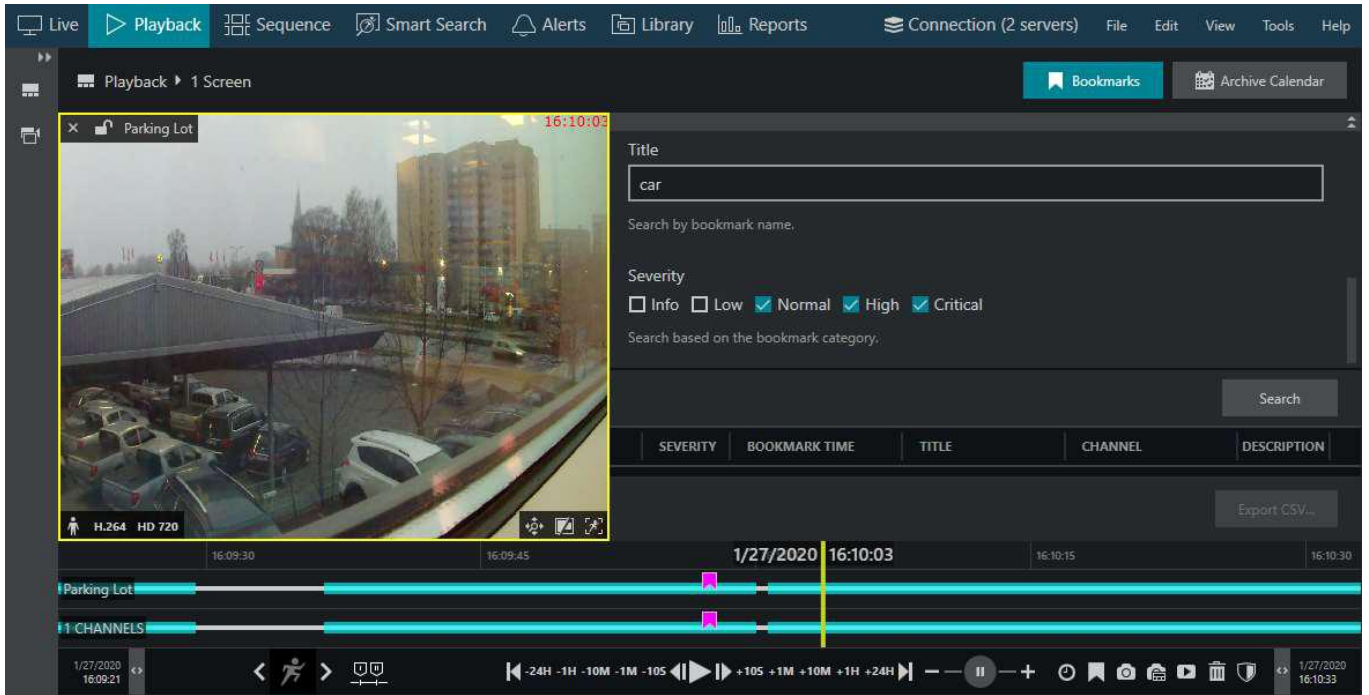 Live Playback Sequence Smart Search Alerts Library Reports Connection (2 servers) File Edit View Tools Help
Playback 1 Screen Bookmarks Archive Calendar
Parking Lot 16:10:03
Title
car
Search by bookmark name.
Severity
Info Low Normal High Critical
Search based on the bookmark category.
Search
SEVERITY BOOKMARK TIME TITLE CHANNEL DESCRIPTION
H.264 HD 720
Export CSV...
16:09:30 16:09:45 1/27/2020 16:10:03 16:10:15 16:10:30
Parking Lot
1 CHANNELS
1/27/2020
16:09:21
-24H -1H -10M -1M -10S +10S +1M +10M +1H +24H
1/27/2020
16:10:33